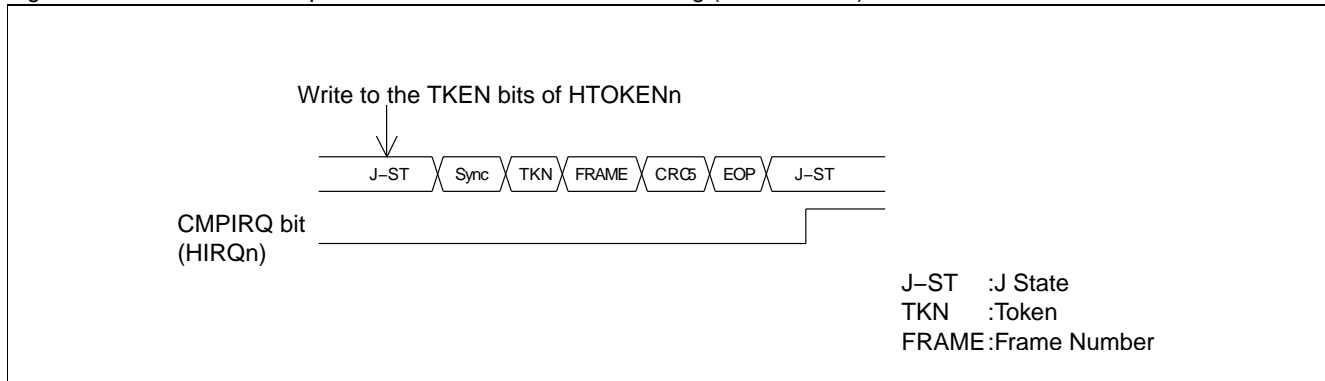 Write to the TKEN bits of HTOKENn
J–ST Sync TKN FRAME CRC5 EOP J–ST
CMPIRQ bit
(HIRQn)
J–ST :J State
TKN :Token
FRAME:Frame Number